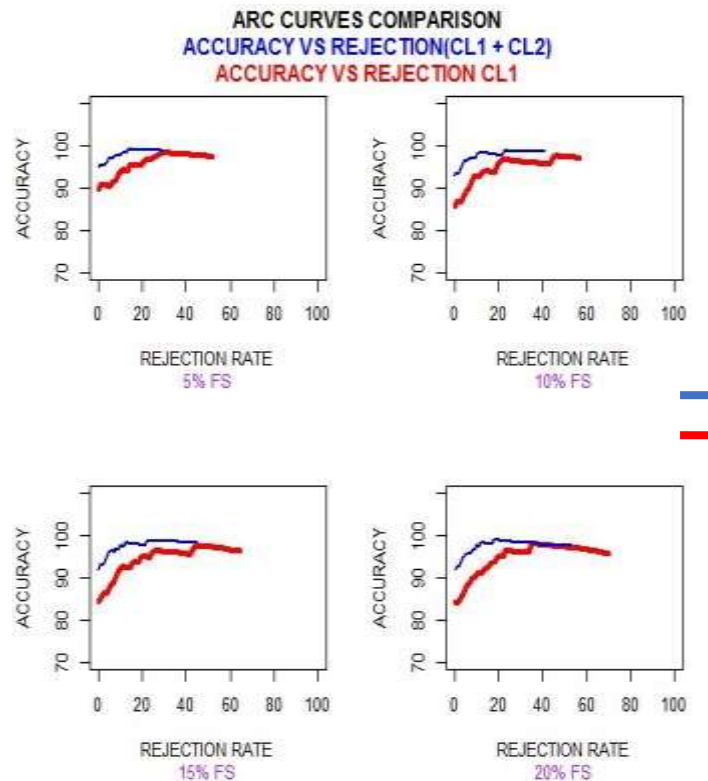 ARC CURVES COMPARISON
ACCURACY VS REJECTION(CL1 + CL2)
ACCURACY VS REJECTION CL1
ACCURACY
70 80 90 100
0 20 40 60 80 100
REJECTION RATE
5% FS
ACCURACY
70 80 90 100
0 20 40 60 80 100
REJECTION RATE
10% FS
ACCURACY
70 80 90 100
0 20 40 60 80 100
REJECTION RATE
15% FS
ACCURACY
70 80 90 100
0 20 40 60 80 100
REJECTION RATE
20% FS